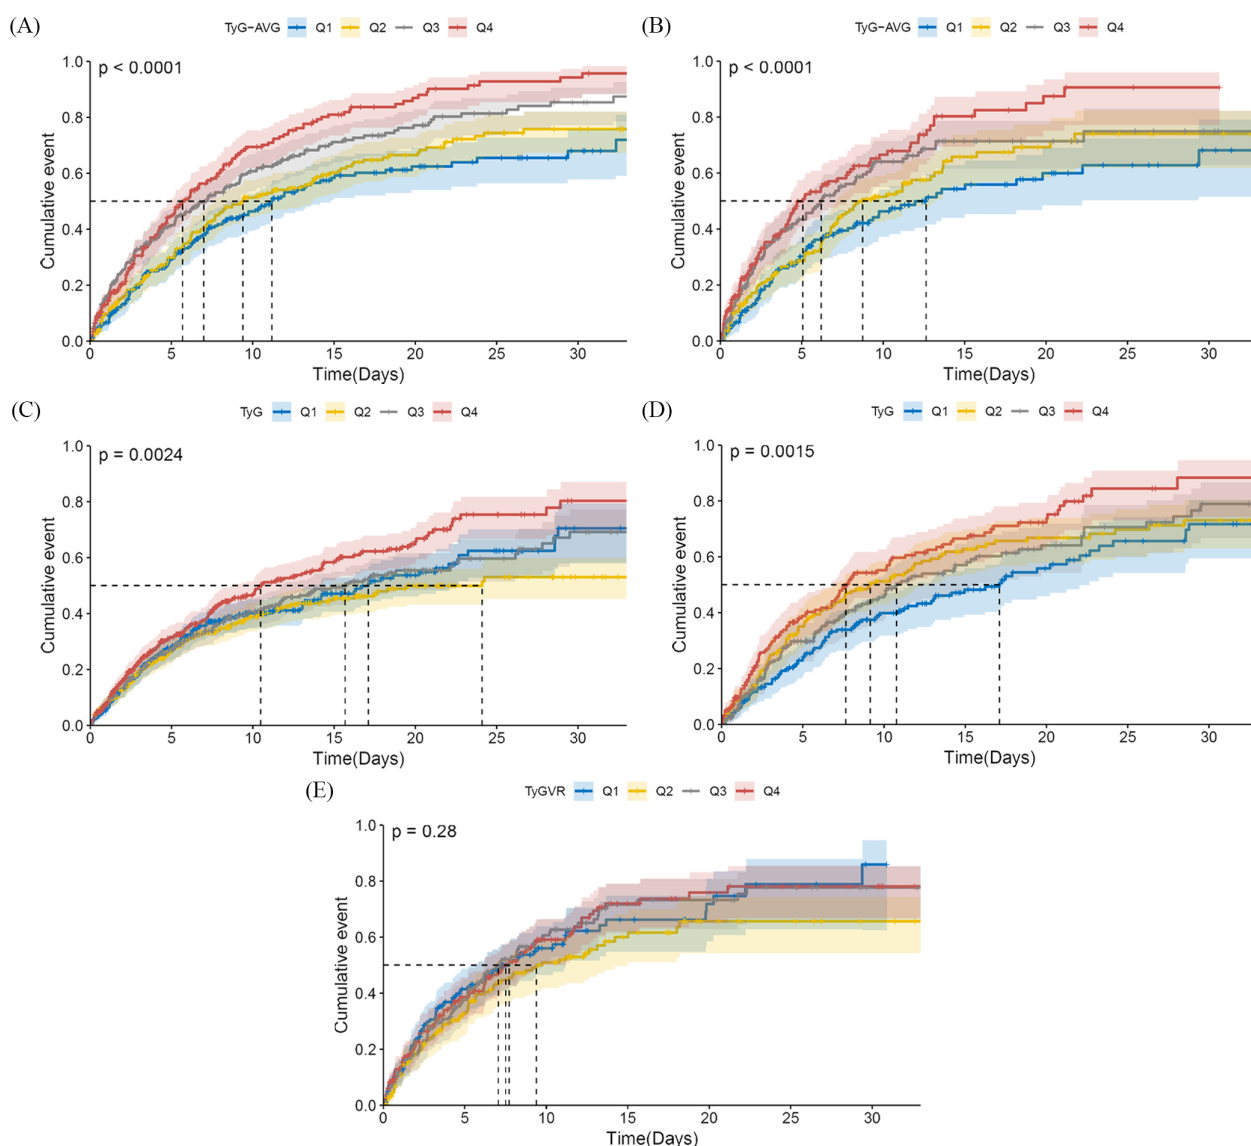 (A)
TyG−AVG Q1 Q2 Q3 Q4
p < 0.0001
Cumulative event
1.0
0.8
0.6
0.4
0.2
0.0
0 5 10 15 20 25 30
Time(Days)
(B)
TyG−AVG Q1 Q2 Q3 Q4
p < 0.0001
Cumulative event
1.0
0.8
0.6
0.4
0.2
0.0
0 5 10 15 20 25 30
Time(Days)
(C)
TyG Q1 Q2 Q3 Q4
p = 0.0024
Cumulative event
1.0
0.8
0.6
0.4
0.2
0.0
0 5 10 15 20 25 30
Time(Days)
(D)
TyG Q1 Q2 Q3 Q4
p = 0.0015
Cumulative event
1.0
0.8
0.6
0.4
0.2
0.0
0 5 10 15 20 25 30
Time(Days)
(E)
TyGVR Q1 Q2 Q3 Q4
p = 0.28
Cumulative event
1.0
0.8
0.6
0.4
0.2
0.0
0 5 10 15 20 25 30
Time(Days)